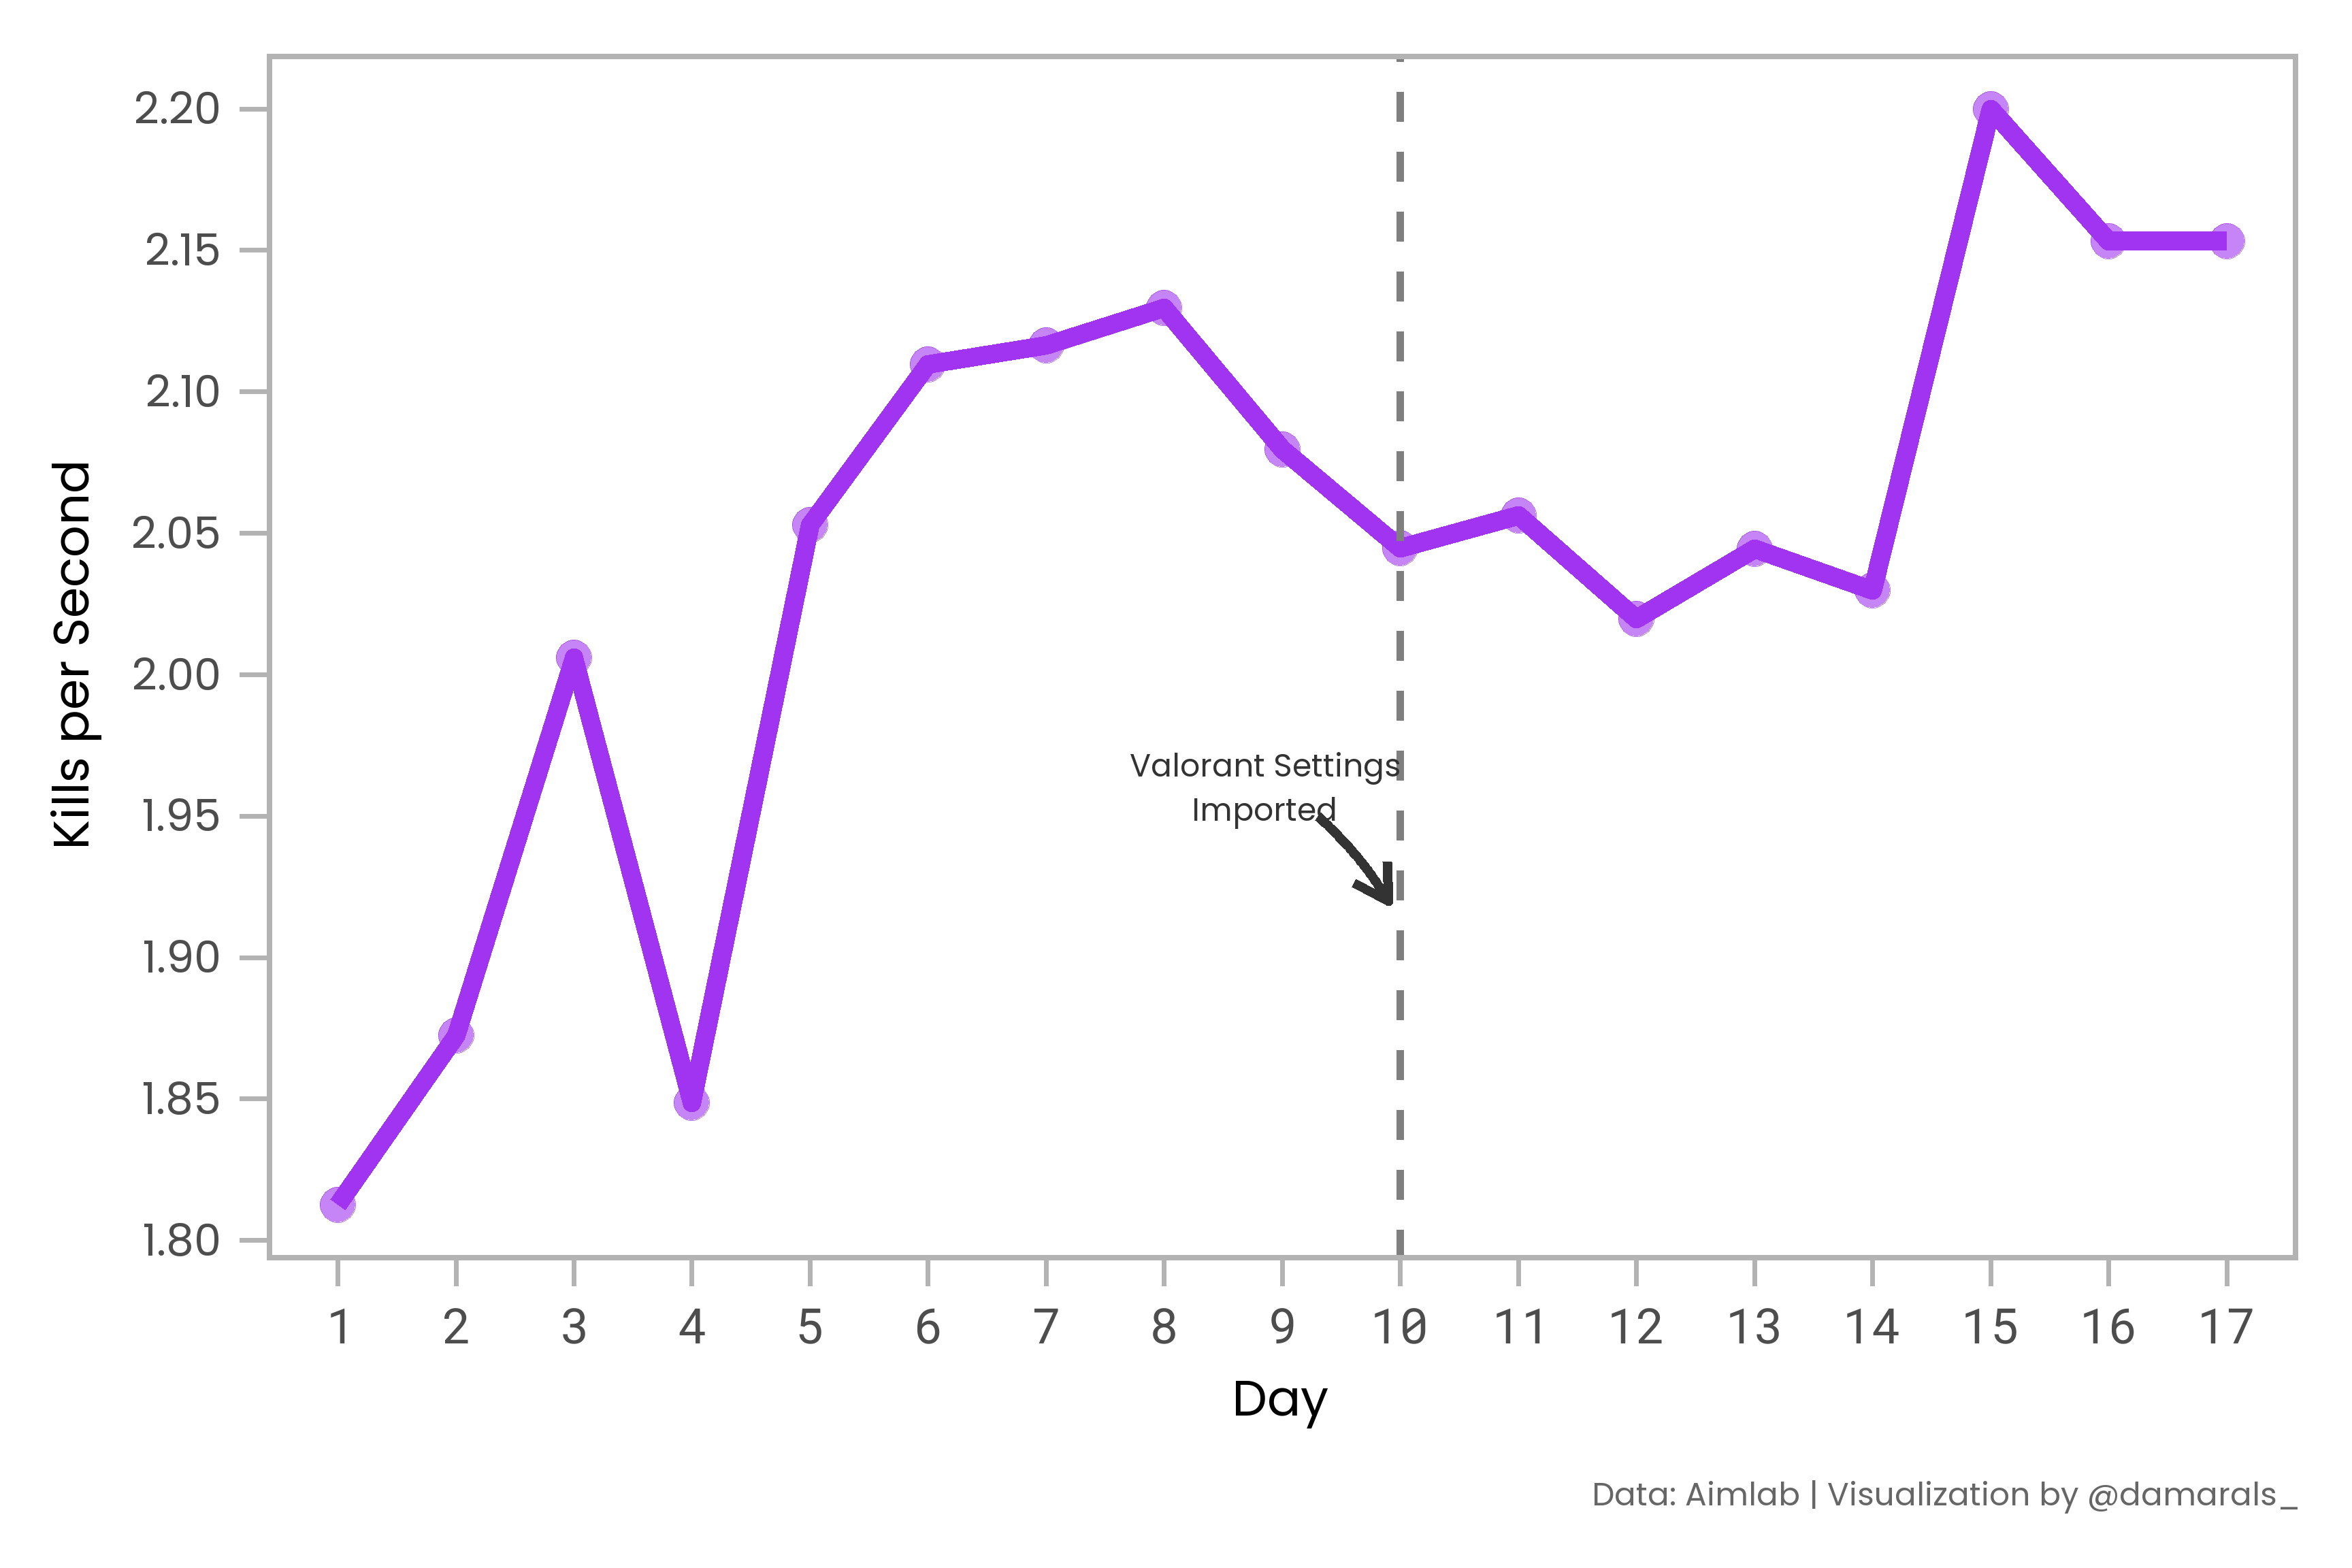 Kills per Second
2.20
2.15
2.10
2.05
2.00
1.95
1.90
1.85
1.80
Valorant Settings
Imported
1 2 3 4 5 6 7 8 9 10 11 12 13 14 15 16 17
Day
Data: Aimlab | Visualization by @damarals_